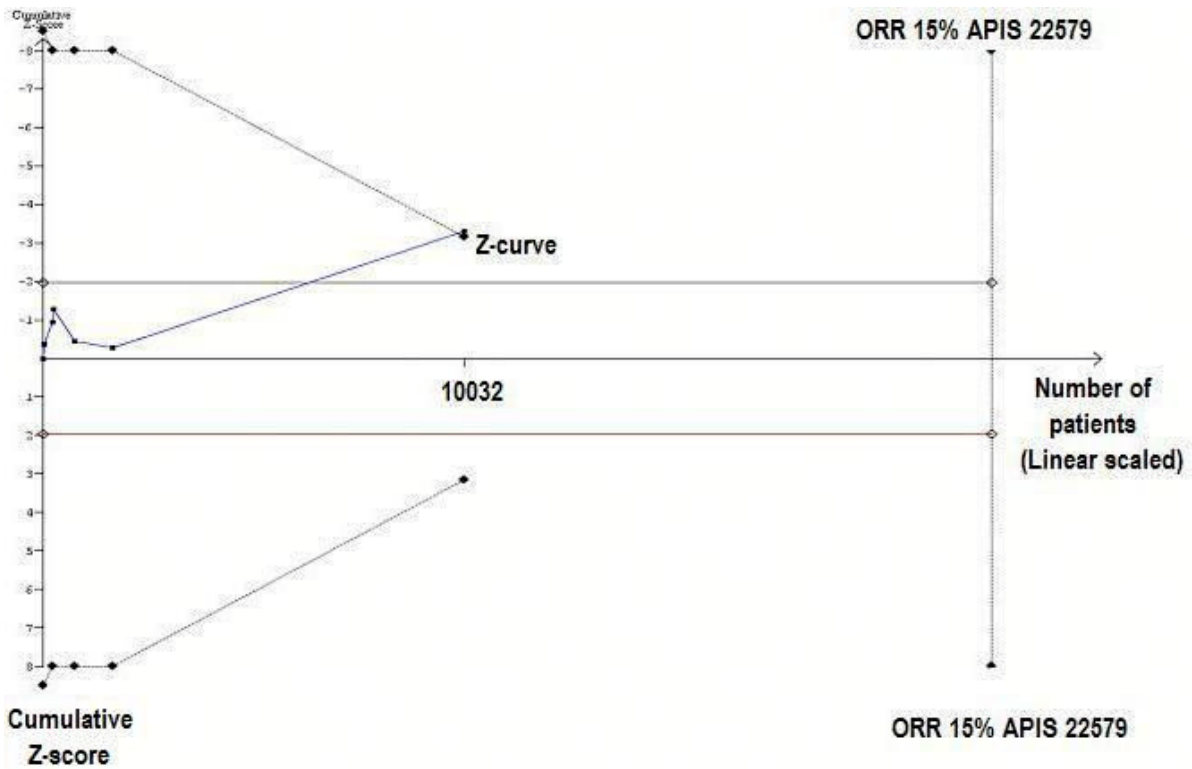 Cumulative
Z-Score
ORR 15% APIS 22579
-8
-7
-6
-5
-4
-3
Z-curve
-2
-1
10032
Number of
patients
(Linear scaled)
1
2
3
4
5
6
7
8
Cumulative
Z-score
ORR 15% APIS 22579